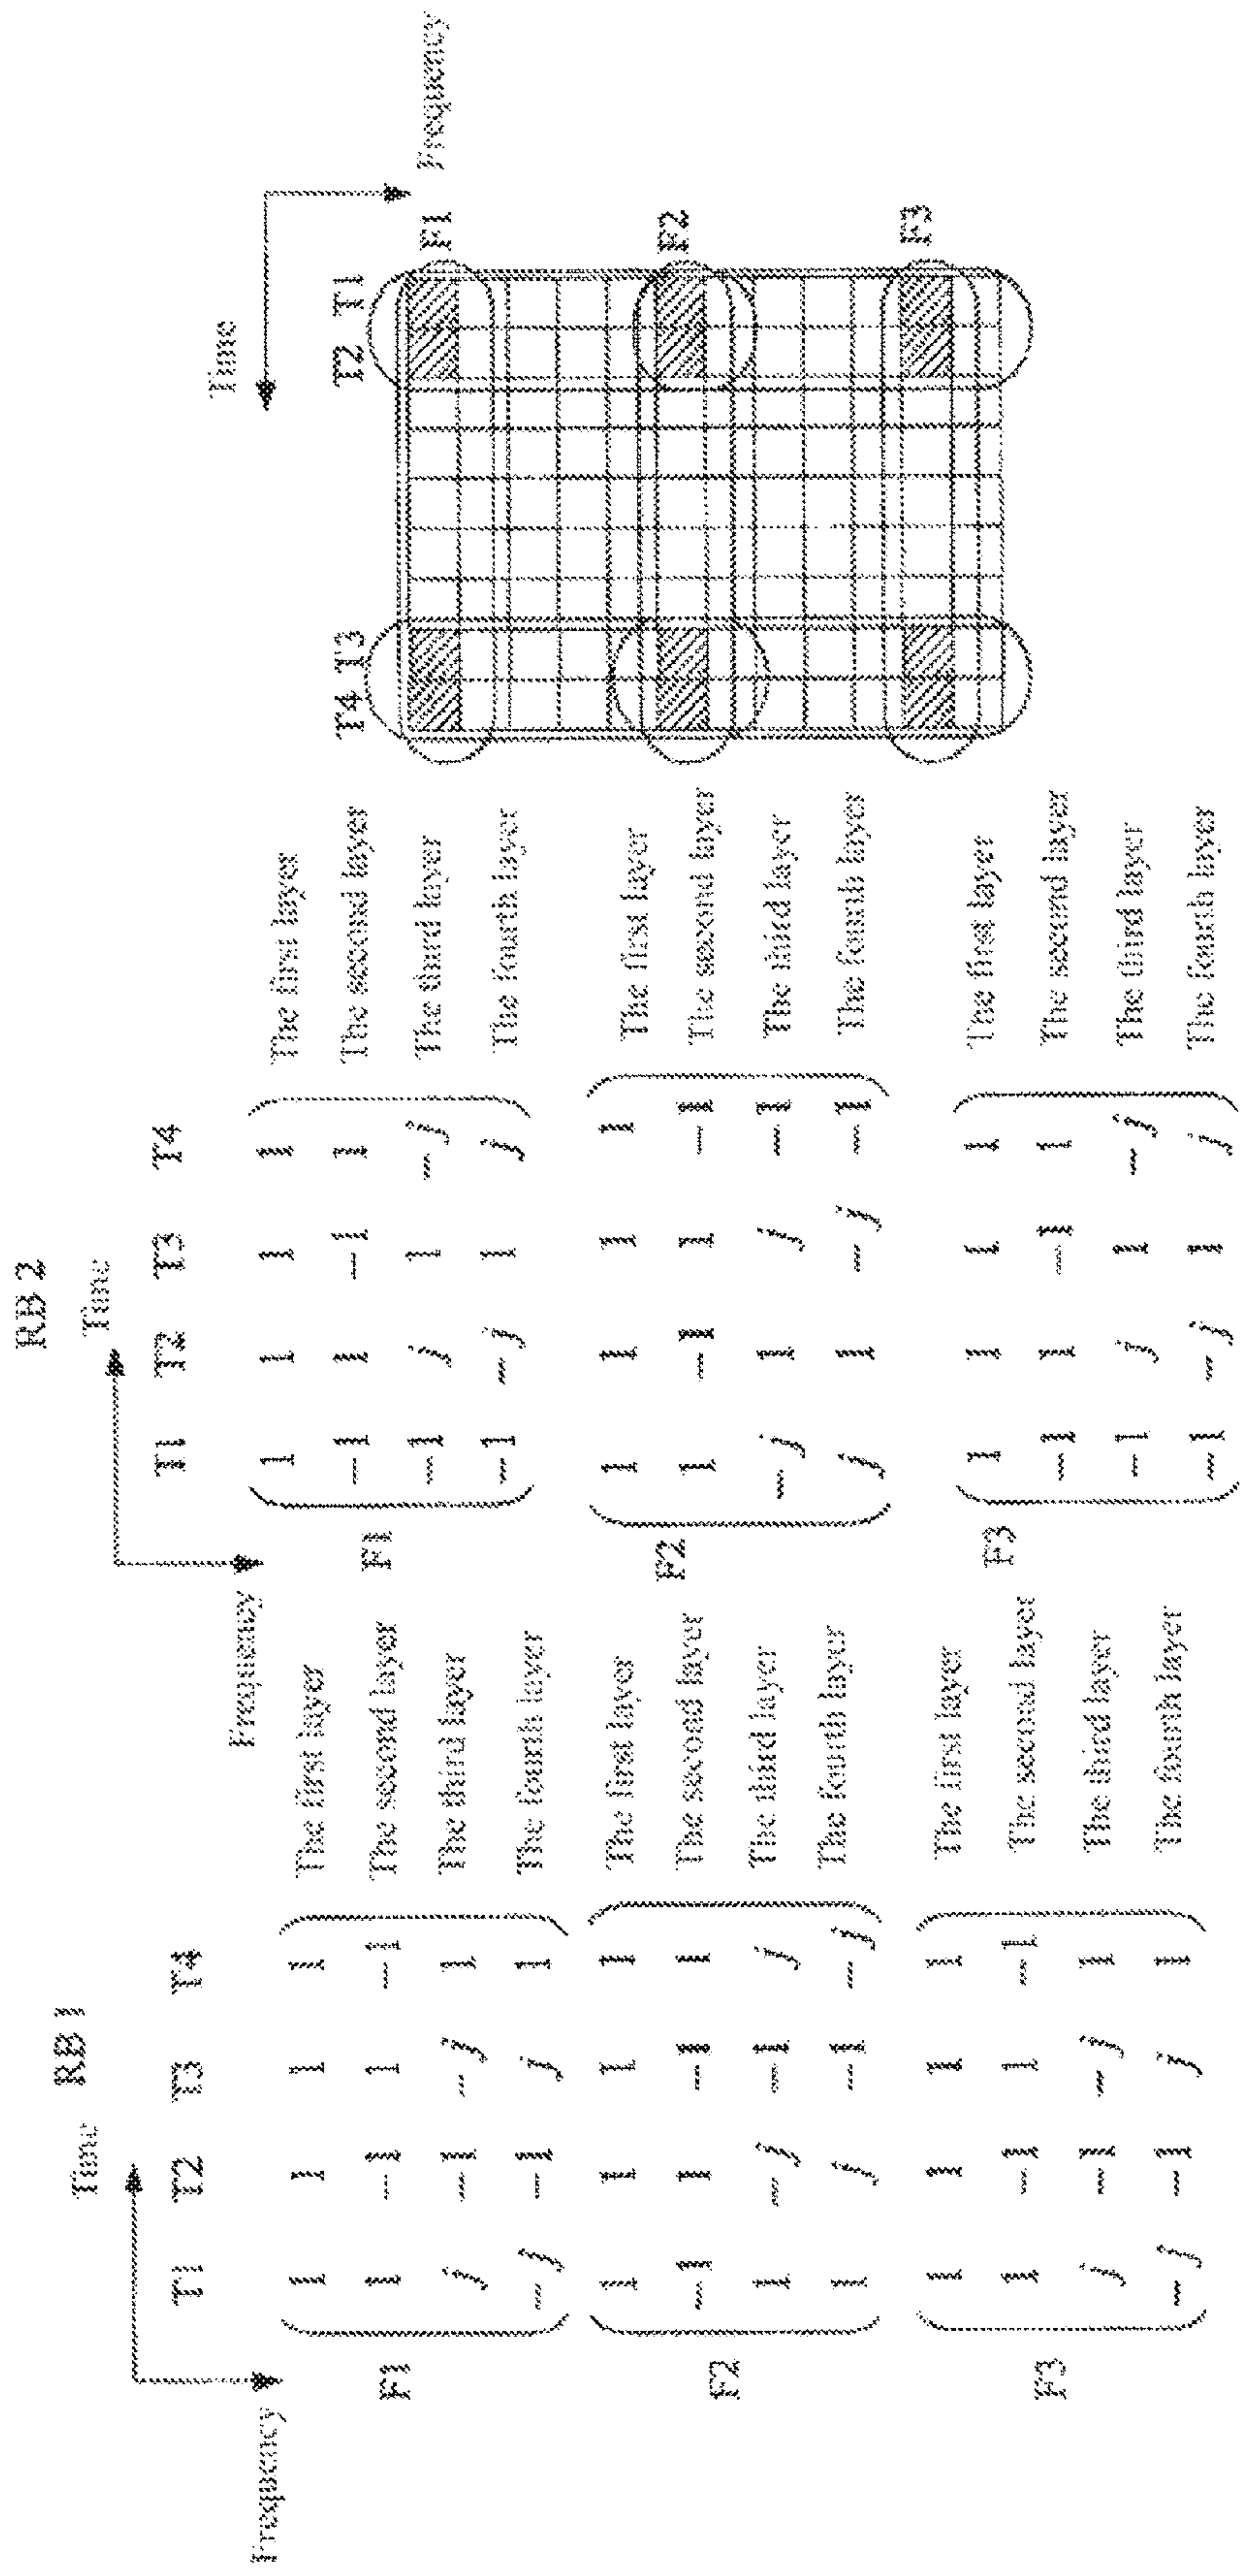 RB 1
Time
Frequency
T1 T2 T3 T4
F1
1 1 1 1 The first layer
1 −1 1 −1 The second layer
j −1 −j 1 The third layer
−j −1 j 1 The fourth layer
F2
1 1 1 1 The first layer
−1 1 −1 1 The second layer
1 −j −1 j The third layer
1 j −1 −j The fourth layer
F3
1 1 1 1 The first layer
1 −1 1 −1 The second layer
j −1 −j 1 The third layer
−j −1 j 1 The fourth layer
RB 2
Time
Frequency
T1 T2 T3 T4
F1
1 1 1 1 The first layer
−1 1 −1 1 The second layer
−1 j 1 −j The third layer
−1 −j 1 j The fourth layer
F2
1 1 1 1 The first layer
1 −1 1 −1 The second layer
−j 1 j −1 The third layer
j 1 −j −1 The fourth layer
F3
1 1 1 1 The first layer
−1 1 −1 1 The second layer
−1 j 1 −j The third layer
−1 −j 1 j The fourth layer
Time
Frequency
T4 T3 T2 T1
F1
F2
F3